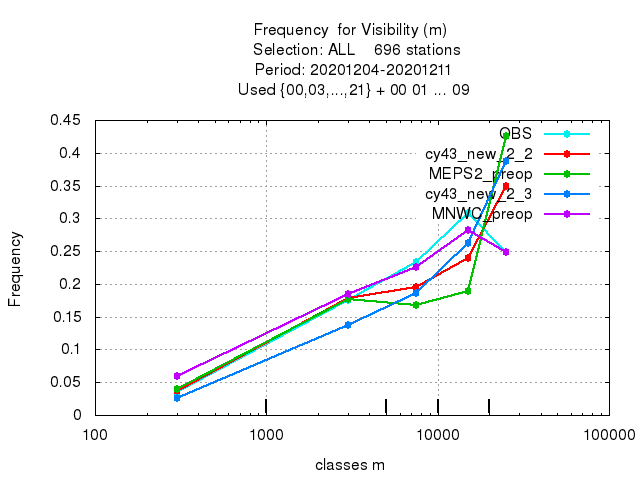 Frequency  for Visibility (m)
Selection: ALL    696 stations
Period: 20201204-20201211
Used {00,03,...,21} + 00 01 ... 09
OBS
cy43_new_2_2
MEPS2_preop
cy43_new_2_3
MNWC_preop
0.45
0.4
0.35
0.3
0.25
0.2
0.15
0.1
0.05
0
Frequency
100
1000
10000
100000
classes m